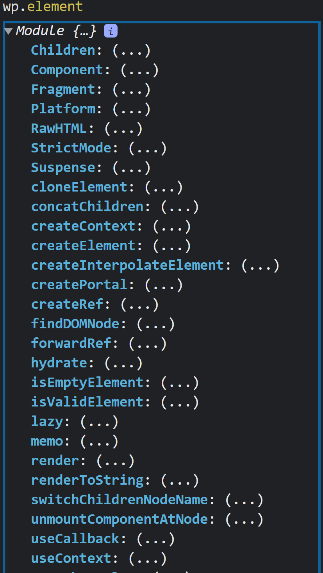 wp.element
▼Module {…} i
Children: (...)
Component: (...)
Fragment: (...)
Platform: (...)
RawHTML: (...)
StrictMode: (...)
Suspense: (...)
cloneElement: (...)
concatChildren: (...)
createContext: (...)
createElement: (...)
createInterpolateElement: (...)
createPortal: (...)
createRef: (...)
findDOMNode: (...)
forwardRef: (...)
hydrate: (...)
isEmptyElement: (...)
isValidElement: (...)
lazy: (...)
memo: (...)
render: (...)
renderToString: (...)
switchChildrenNodeName: (...)
unmountComponentAtNode: (...)
useCallback: (...)
useContext: (...)